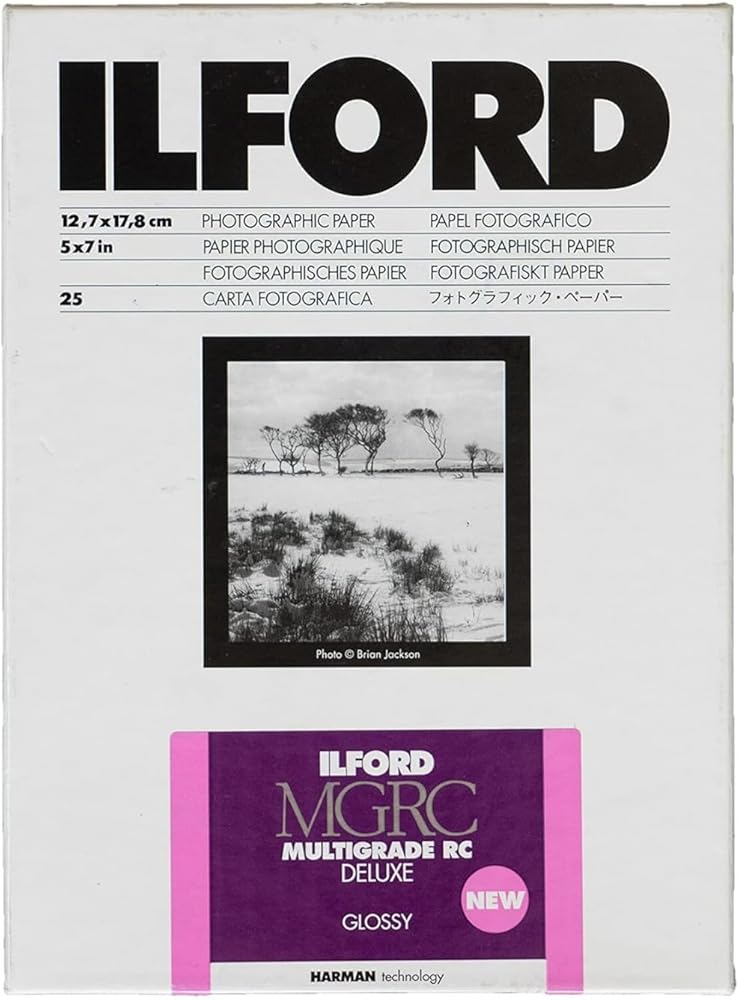 ILFORD
12,7x17,8 cm PHOTOGRAPHIC PAPER PAPEL FOTOGRAFICO
5x7 in PAPIER PHOTOGRAPHIQUE FOTOGRAPHISCH PAPIER
FOTOGRAPHISCHES PAPIER FOTOGRAFISKT PAPPER
25 CARTA FOTOGRAFICA フォトグラフィック・ペーパー
Photo © Brian Jackson
ILFORD
MGRC
MULTIGRADE RC
DELUXE
NEW
GLOSSY
HARMAN technology